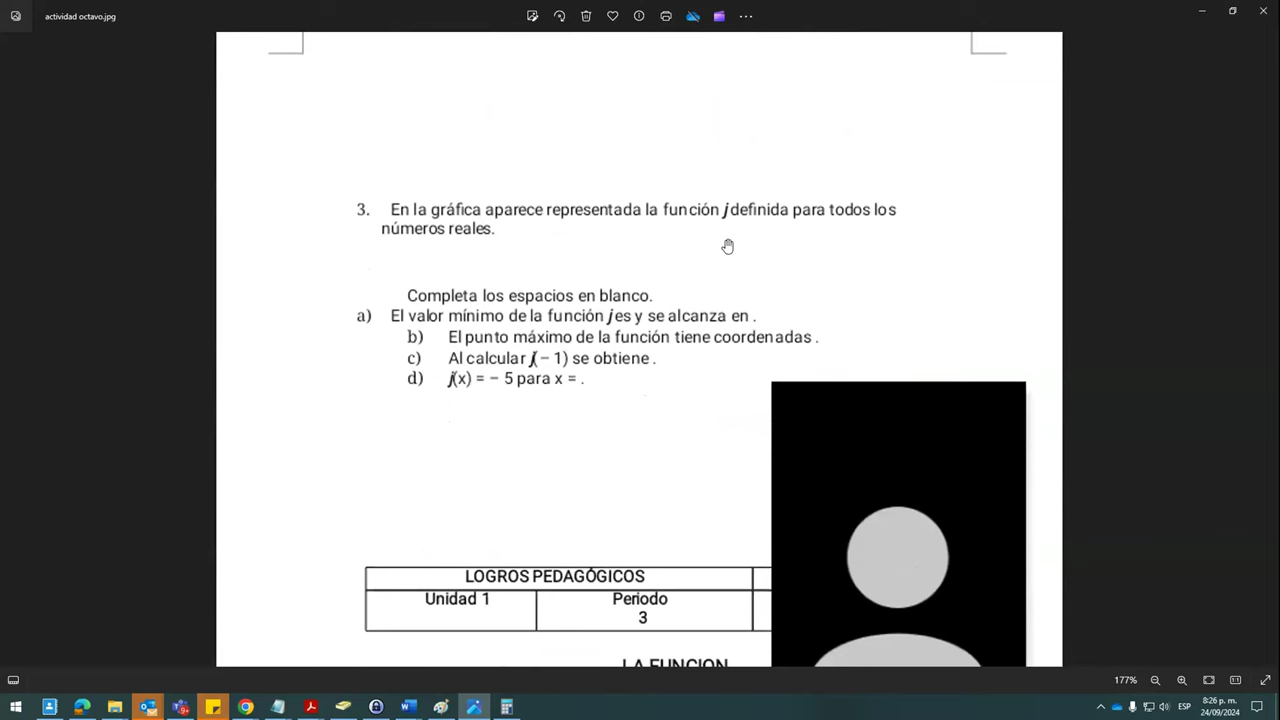 actividad octavo.jpg
3. En la gráfica aparece representada la función j definida para todos los
números reales.
Completa los espacios en blanco.
a) El valor mínimo de la función j es y se alcanza en .
b) El punto máximo de la función tiene coordenadas .
c) Al calcular j(− 1) se obtiene .
d) j(x) = − 5 para x = .
LOGROS PEDAGÓGICOS
Unidad 1 Periodo
3
LA FUNCION
177%
ESP
8:26 p. m.
24/09/2024